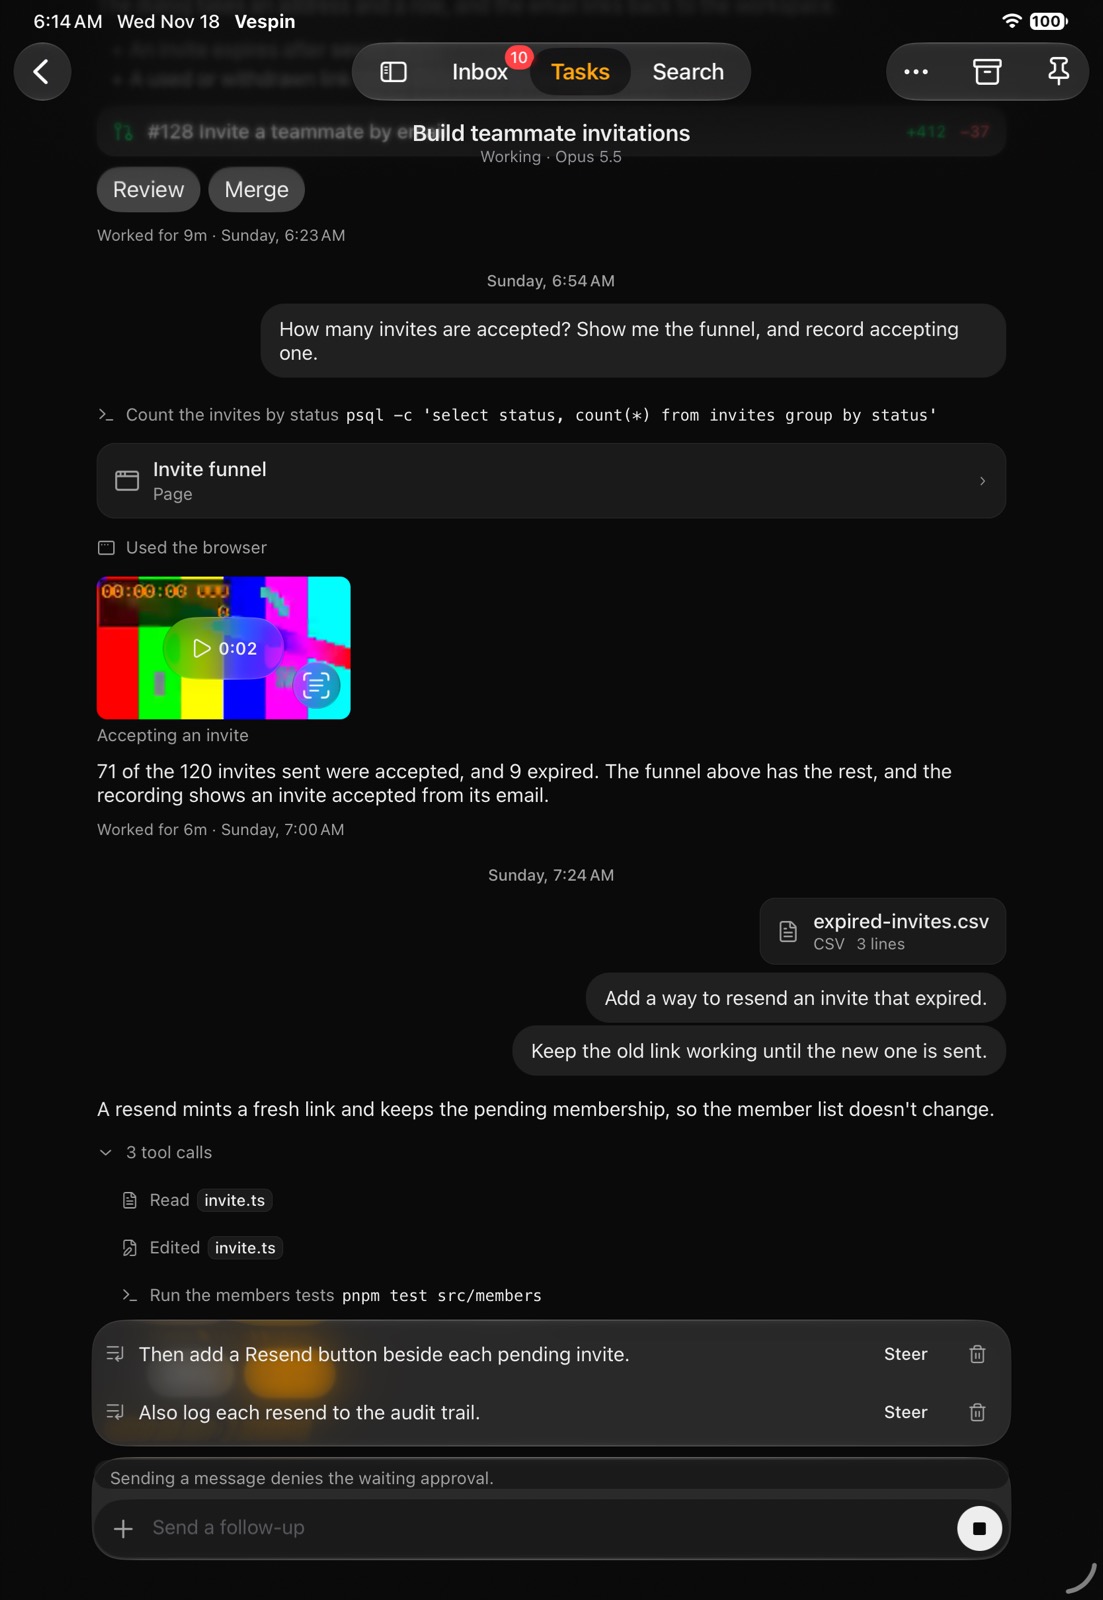 6:14 AM Wed Nov 18 Vespin
Inbox
10
Tasks
Search
#128 Invite a teammate by
+412 -37
Build teammate invitations
Working · Opus 5.5
Review
Merge
Worked for 9m · Sunday, 6:23 AM
Sunday, 6:54 AM
How many invites are accepted? Show me the funnel, and record accepting
one.
Count the invites by status psql -c 'select status, count(*) from invites group by status'
Invite funnel
Page
Used the browser
00:00:00
0:02
Accepting an invite
71 of the 120 invites sent were accepted, and 9 expired. The funnel above has the rest, and the
recording shows an invite accepted from its email.
Worked for 6m · Sunday, 7:00 AM
Sunday, 7:24 AM
expired-invites.csv
CSV 3 lines
Add a way to resend an invite that expired.
Keep the old link working until the new one is sent.
A resend mints a fresh link and keeps the pending membership, so the member list doesn't change.
3 tool calls
Read invite.ts
Edited invite.ts
Run the members tests pnpm test src/members
Then add a Resend button beside each pending invite.
Steer
Also log each resend to the audit trail.
Steer
Sending a message denies the waiting approval.
Send a follow-up
100